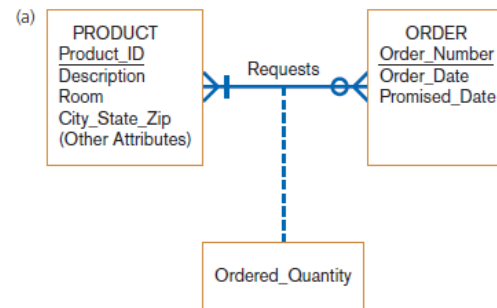 (a)
PRODUCT
Product_ID
Description
Room
City_State_Zip
(Other Attributes)
Requests
ORDER
Order_Number
Order_Date
Promised_Date
Ordered_Quantity